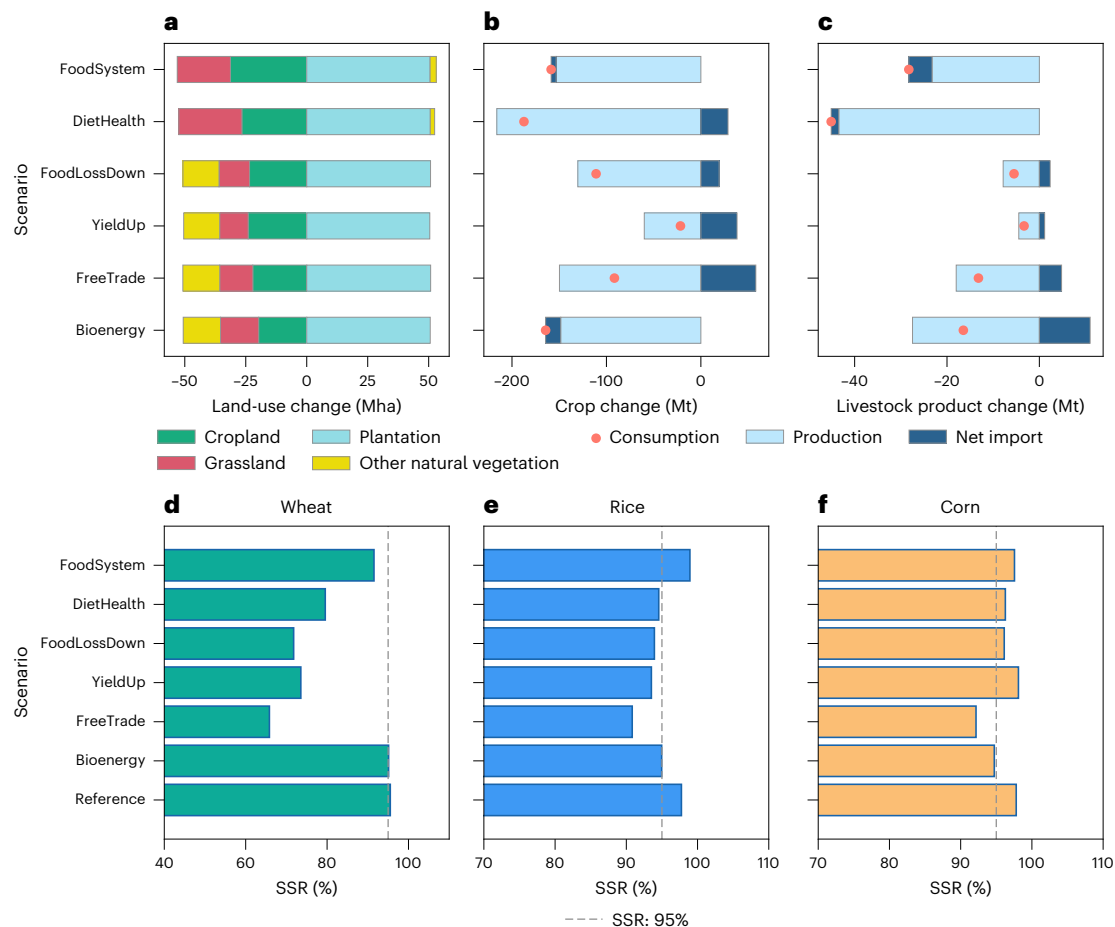 a
b
c
Scenario
FoodSystem
DietHealth
FoodLossDown
YieldUp
FreeTrade
Bioenergy
−50 −25 0 25 50
−200 −100 0
−40 −20 0
Land-use change (Mha)
Crop change (Mt)
Livestock product change (Mt)
Cropland
Plantation
Grassland
Other natural vegetation
Consumption
Production
Net import
d Wheat
e Rice
f Corn
Scenario
FoodSystem
DietHealth
FoodLossDown
YieldUp
FreeTrade
Bioenergy
Reference
40 60 80 100
70 80 90 100 110
70 80 90 100 110
SSR (%)
SSR (%)
SSR (%)
SSR: 95%